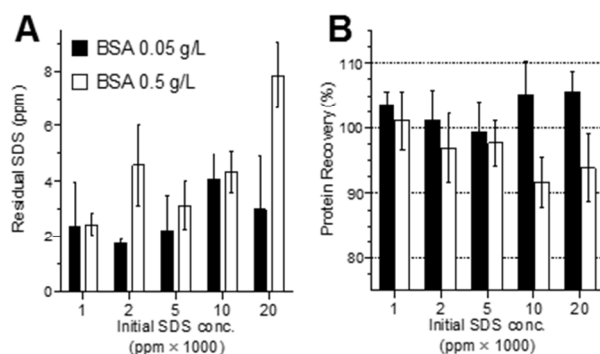 A
BSA 0.05 g/L
BSA 0.5 g/L
Residual SDS (ppm)
8
6
4
2
0
1 2 5 10 20
Initial SDS conc.
(ppm × 1000)
B
Protein Recovery (%)
110
100
90
80
1 2 5 10 20
Initial SDS conc.
(ppm × 1000)